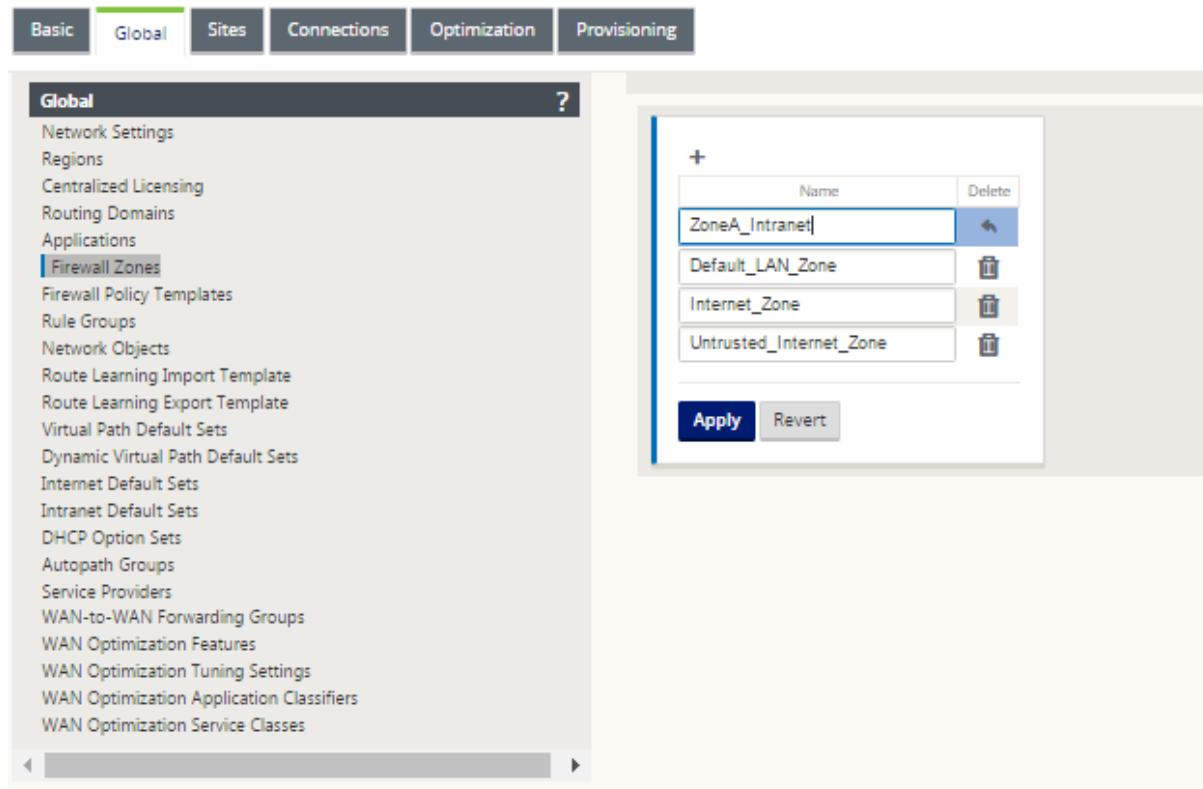 Basic Global Sites Connections Optimization Provisioning
Global ?
Network Settings
Regions
Centralized Licensing
Routing Domains
Applications
Firewall Zones
Firewall Policy Templates
Rule Groups
Network Objects
Route Learning Import Template
Route Learning Export Template
Virtual Path Default Sets
Dynamic Virtual Path Default Sets
Internet Default Sets
Intranet Default Sets
DHCP Option Sets
Autopath Groups
Service Providers
WAN-to-WAN Forwarding Groups
WAN Optimization Features
WAN Optimization Tuning Settings
WAN Optimization Application Classifiers
WAN Optimization Service Classes
+
Name Delete
ZoneA_Intranet
Default_LAN_Zone
Internet_Zone
Untrusted_Internet_Zone
Apply Revert